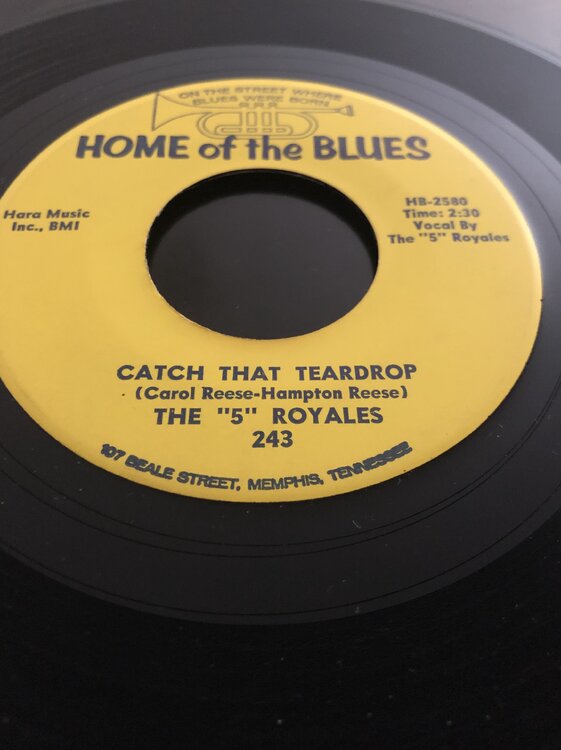 ON THE STREET WHERE
BLUES WERE BORN
HOME of the BLUES
Hara Music
Inc., BMI
HB-2580
Time: 2:30
Vocal By
The "5" Royales
CATCH THAT TEARDROP
(Carol Reese-Hampton Reese)
THE "5" ROYALES
243
107 BEALE STREET, MEMPHIS, TENNESSEE